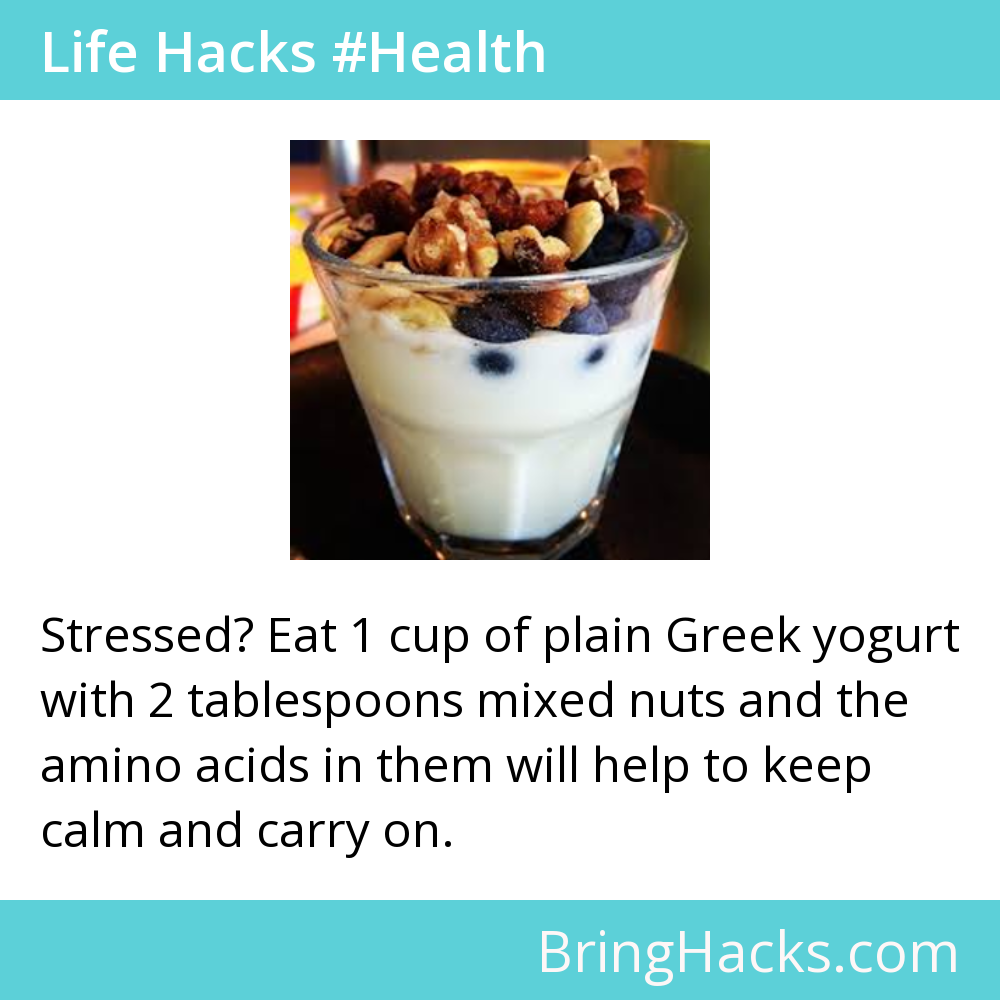 Life Hacks #Health
Stressed? Eat 1 cup of plain Greek yogurt
with 2 tablespoons mixed nuts and the
amino acids in them will help to keep
calm and carry on.
BringHacks.com